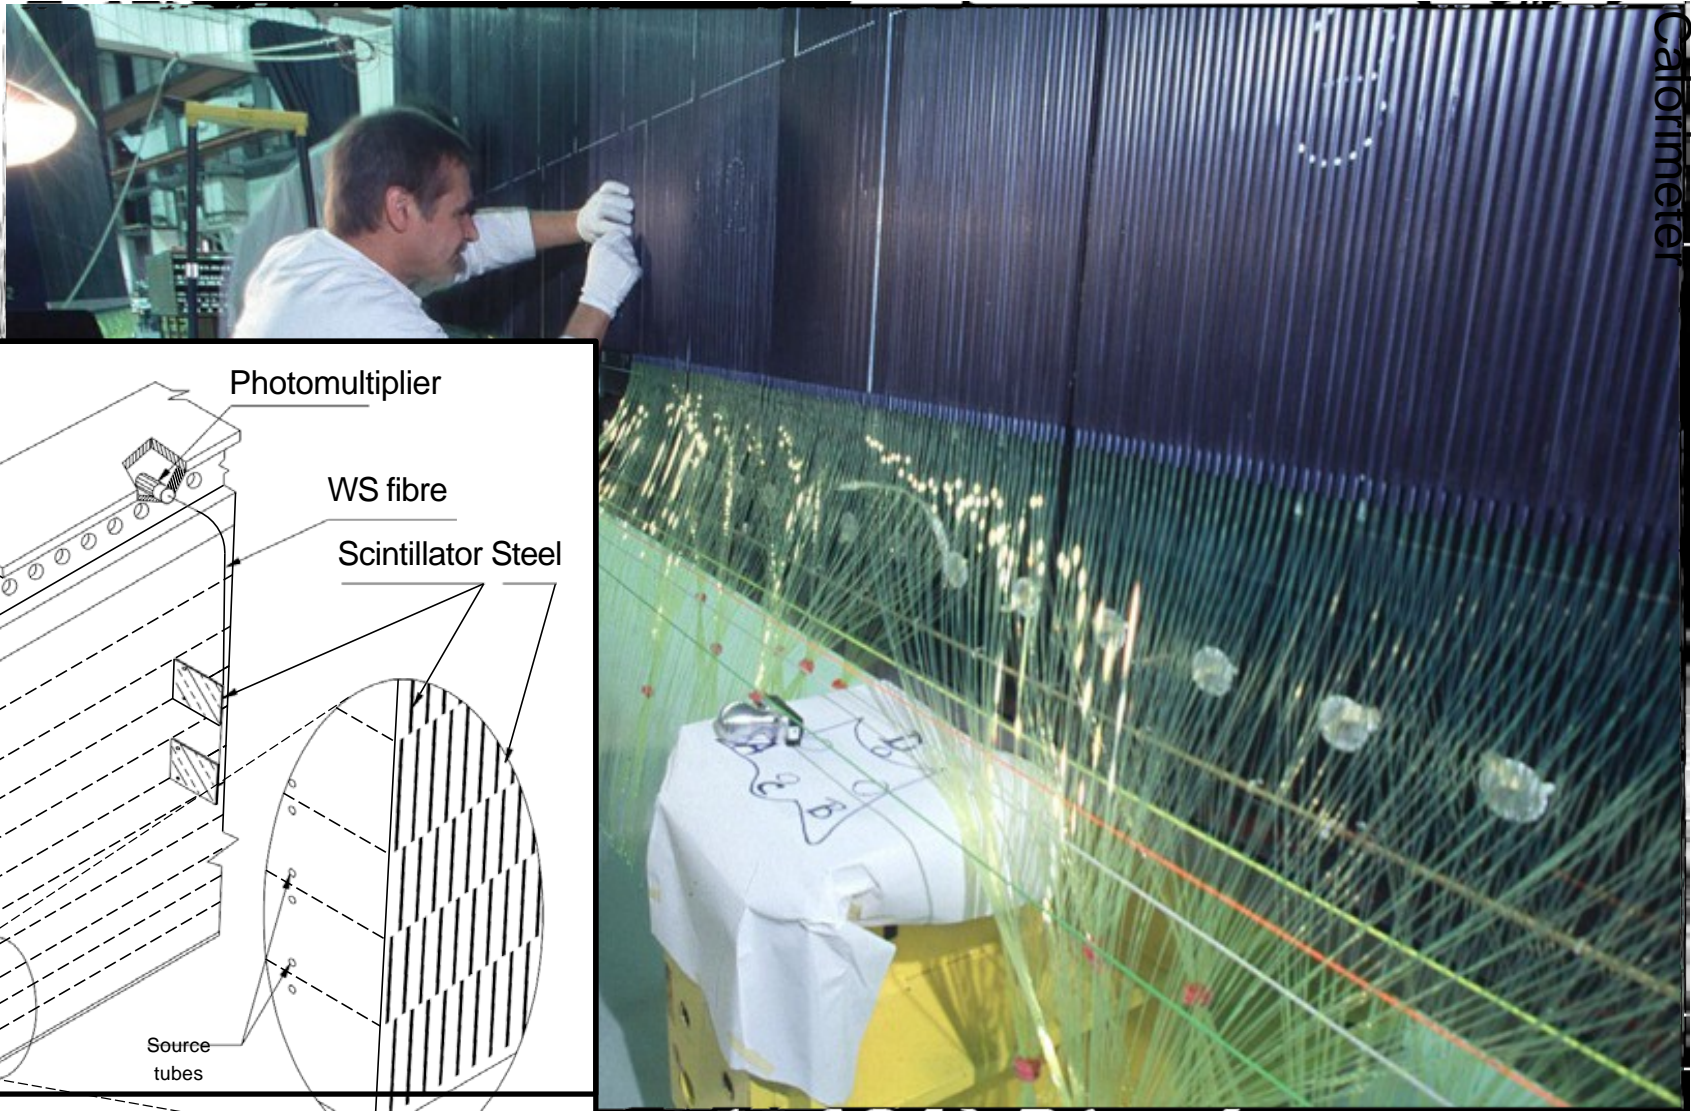 Calorimeter
Photomultiplier
WS fibre
Scintillator Steel
Source
tubes
A
D
C
B